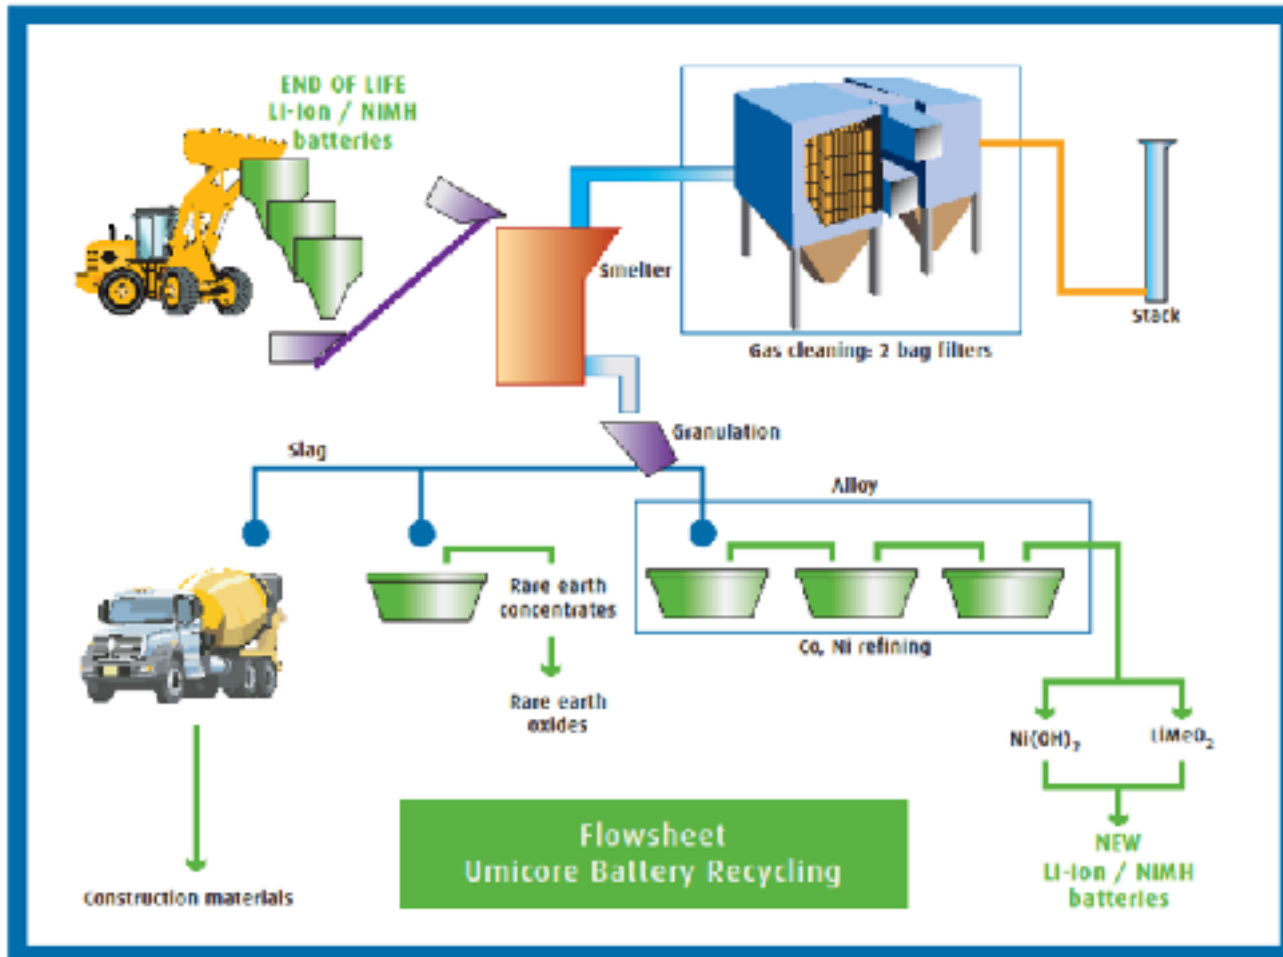 END OF LIFE
Li-Ion / NiMH
batteries
Smelter
Gas cleaning: 2 bag filters
Stack
Granulation
Slag
Alloy
Rare earth
concentrates
Co, Ni refining
Rare earth
oxides
Ni(OH)₂
LiMeO₂
Flowsheet
Umicore Battery Recycling
NEW
Li-Ion / NiMH
batteries
Construction materials